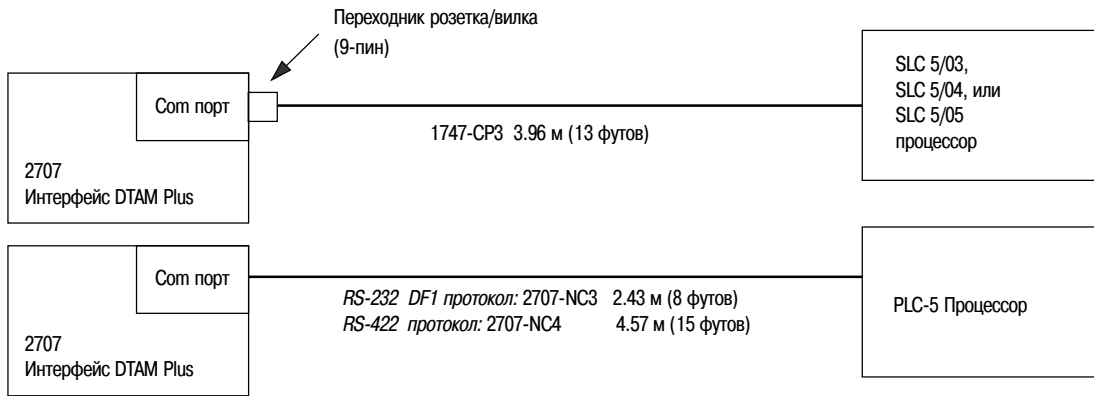 Переходник розетка/вилка
(9-пин)
Com порт
2707
Интерфейс DTAM Plus
1747-CP3 3.96 м (13 футов)
SLC 5/03,
SLC 5/04, или
SLC 5/05
процессор
Com порт
2707
Интерфейс DTAM Plus
RS-232 DF1 протокол: 2707-NC3 2.43 м (8 футов)
RS-422 протокол: 2707-NC4 4.57 м (15 футов)
PLC-5 Процессор